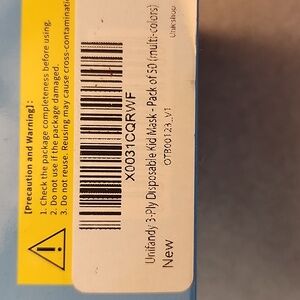 [Precaution and Warning] :
1. Check the package completeness before using.
2. Do not use if the package damaged.
3. Do not reuse. Reusing may cause cross-contaminatio
X0031CQRWF
Unifandy 3-Ply Disposable Kid Mask - Pack of 50 (multi-colors)
New
OTB00123_V1